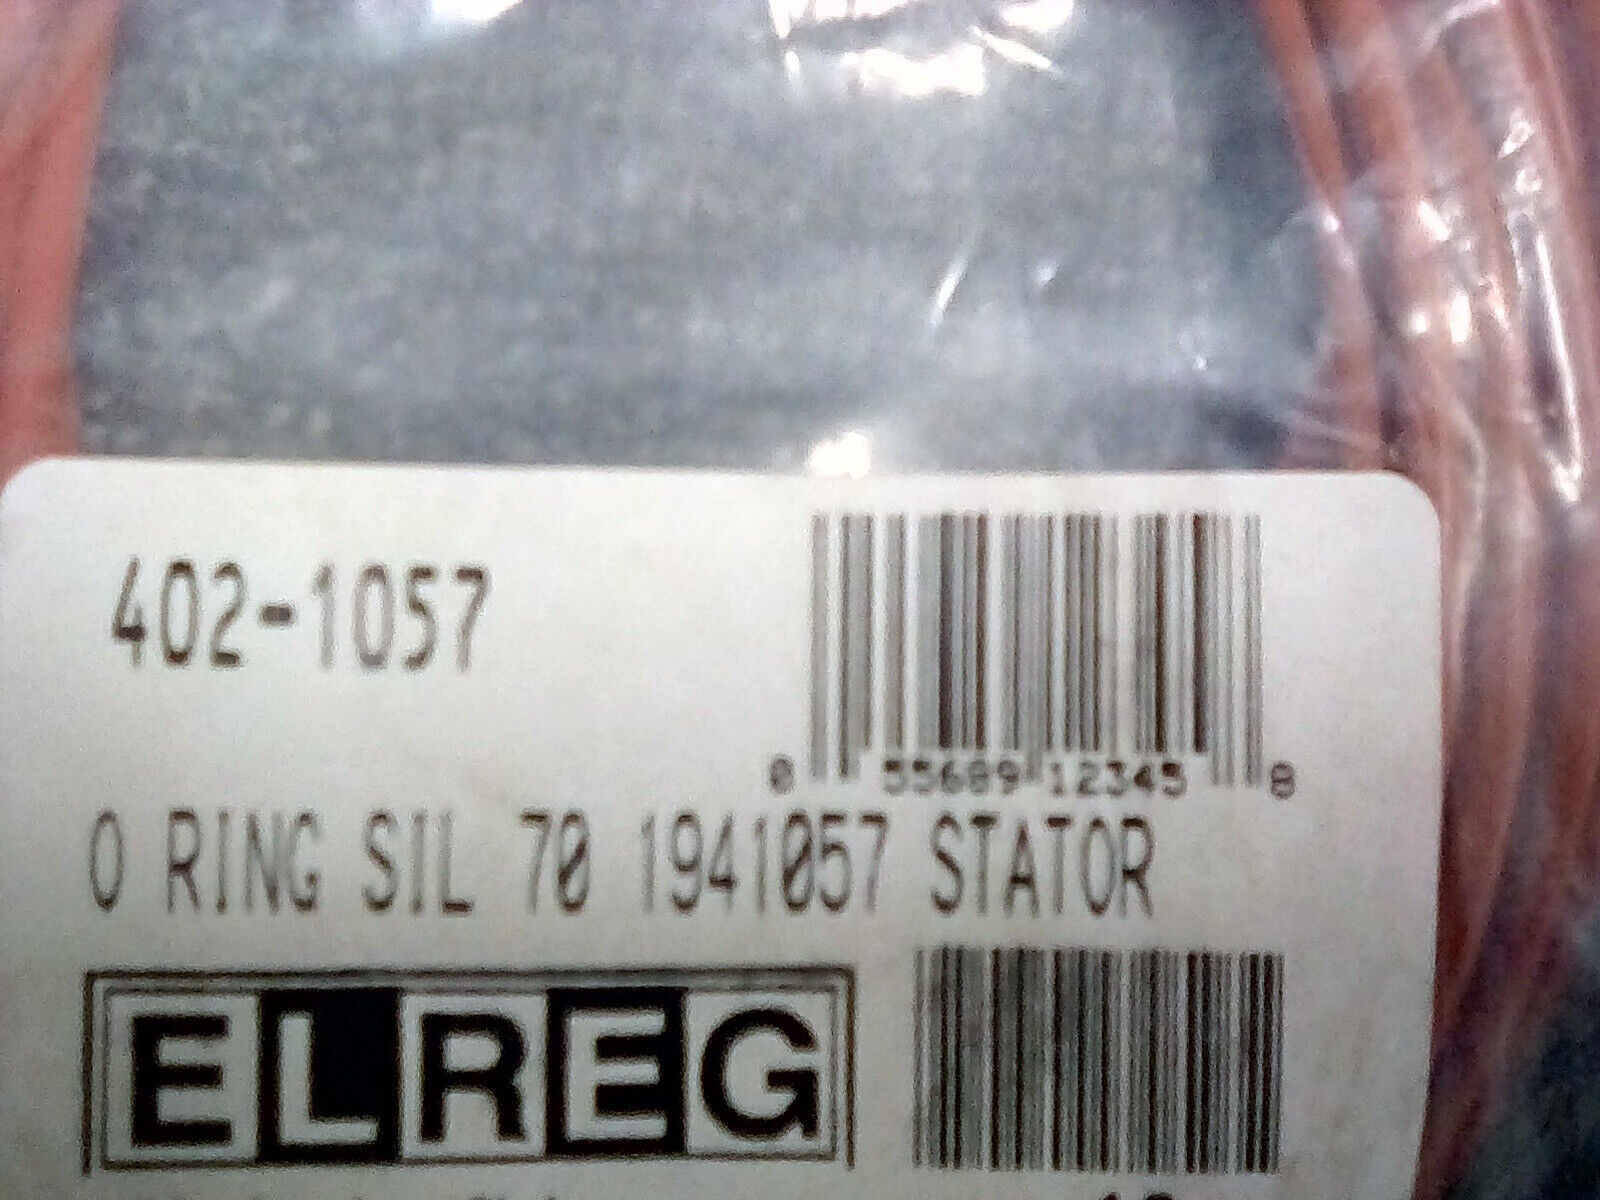 402-1057
0 55689 12345 8
O RING SIL 70 1941057 STATOR
ELREG